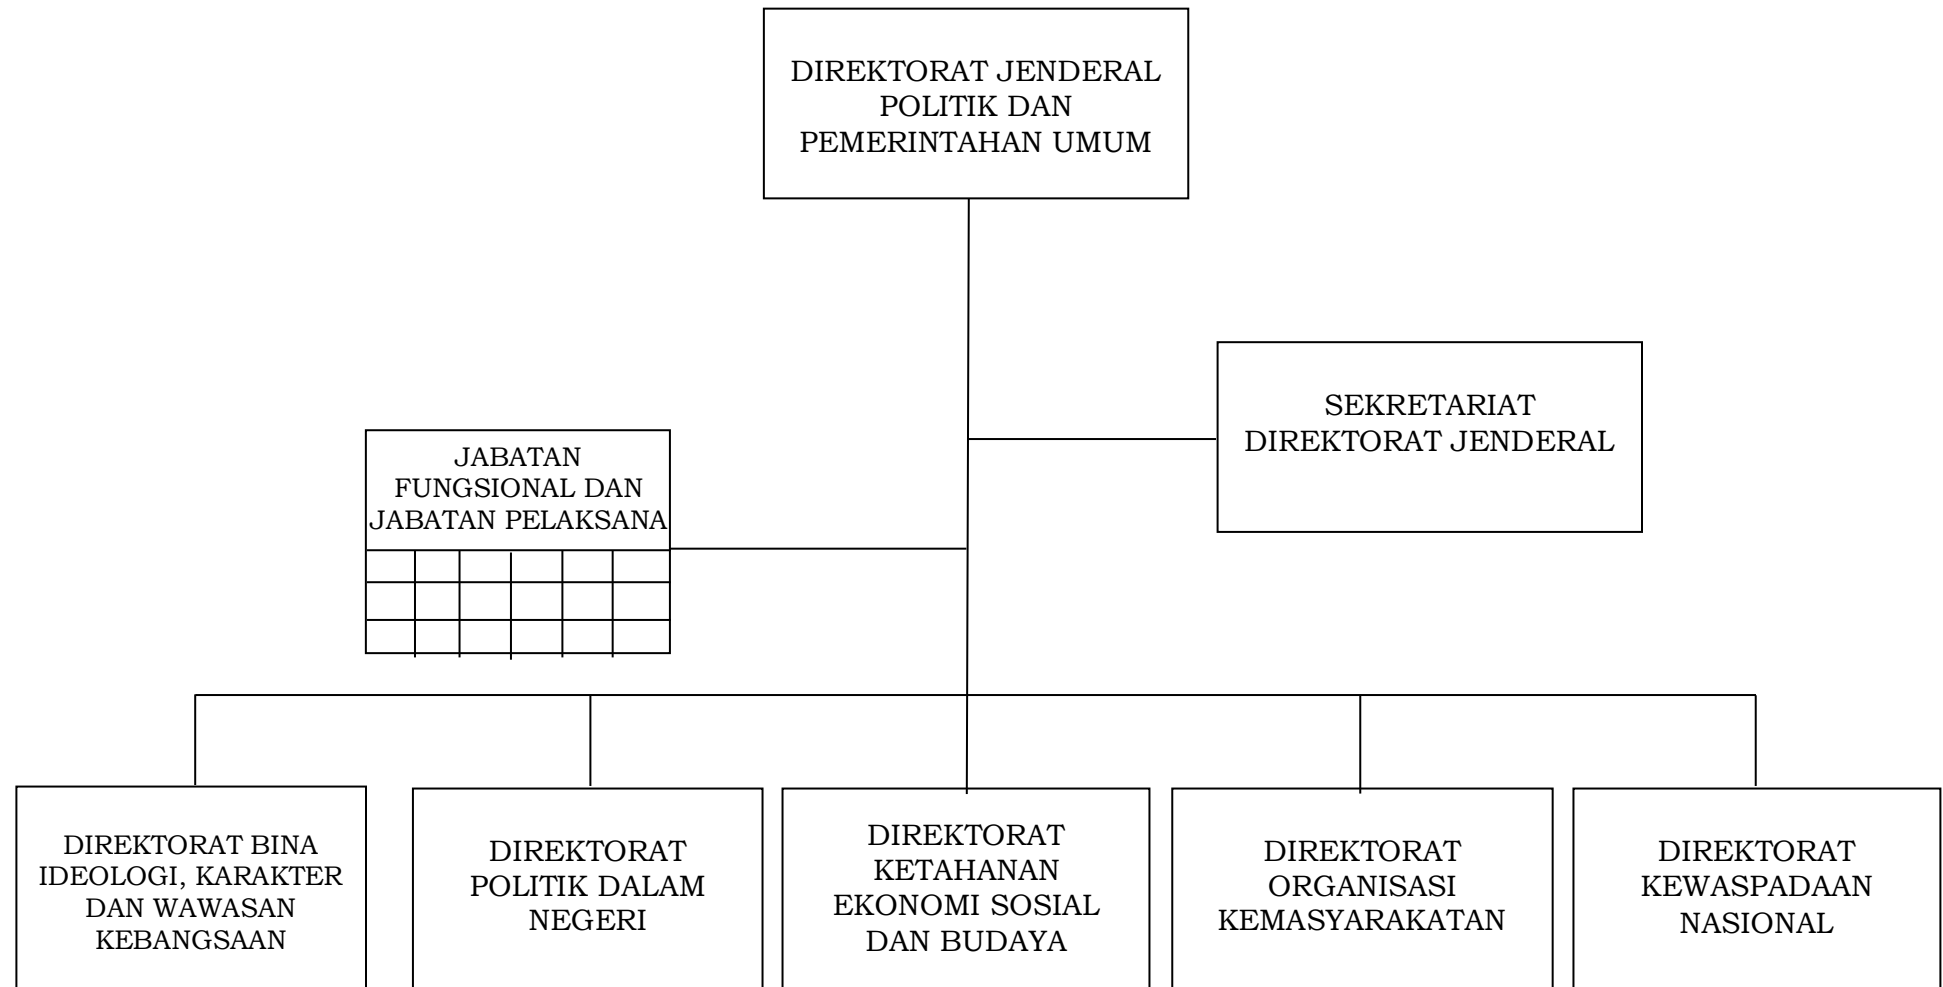 DIREKTORAT JENDERAL
POLITIK DAN
PEMERINTAHAN UMUM
SEKRETARIAT
DIREKTORAT JENDERAL
JABATAN
FUNGSIONAL DAN
JABATAN PELAKSANA
DIREKTORAT BINA
IDEOLOGI, KARAKTER
DAN WAWASAN
KEBANGSAAN
DIREKTORAT
POLITIK DALAM
NEGERI
DIREKTORAT
KETAHANAN
EKONOMI SOSIAL
DAN BUDAYA
DIREKTORAT
ORGANISASI
KEMASYARAKATAN
DIREKTORAT
KEWASPADAAN
NASIONAL